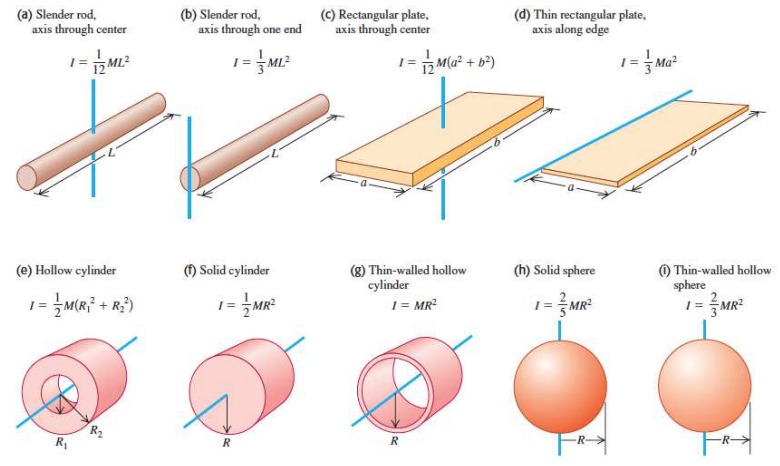 (a) Slender rod,
axis through center
I = 1/12 ML²
L
(b) Slender rod,
axis through one end
I = 1/3 ML²
L
(c) Rectangular plate,
axis through center
I = 1/12 M(a² + b²)
b
a
(d) Thin rectangular plate,
axis along edge
I = 1/3 Ma²
b
a
(e) Hollow cylinder
I = 1/2 M(R₁² + R₂²)
R₁
R₂
(f) Solid cylinder
I = 1/2 MR²
R
(g) Thin-walled hollow
cylinder
I = MR²
R
(h) Solid sphere
I = 2/5 MR²
R
(i) Thin-walled hollow
sphere
I = 2/3 MR²
R